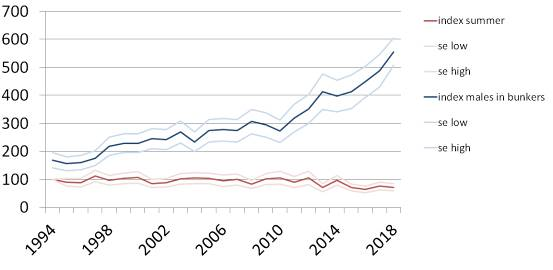 700
600
500
400
300
200
100
0
1994
1998
2002
2006
2010
2014
2018
index summer
se low
se high
index males in bunkers
se low
se high